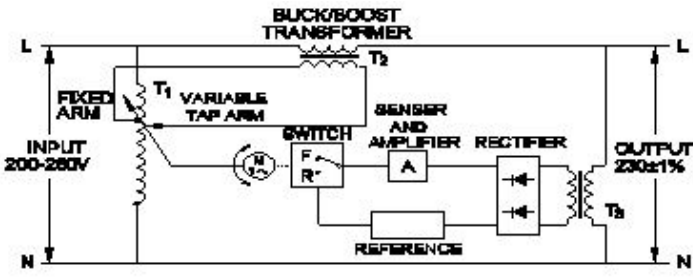 BUCK/BOOST
TRANSFORMER
L
L
T2
T1
FIXED
ARM
VARIABLE
TAP ARM
SENSER
AND
AMPLIFIER
SWITCH
RECTIFIER
INPUT
200-260V
M
F
R
A
OUTPUT
230±1%
T3
REFERENCE
N
N